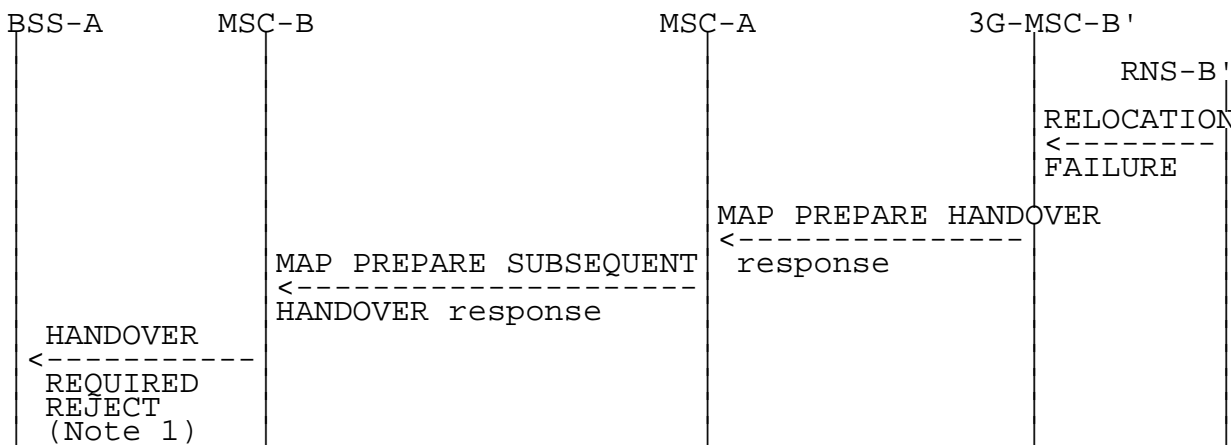 BSS-A MSC-B MSC-A 3G-MSC-B'
RNS-B'
RELOCATION
<--------
FAILURE
MAP PREPARE HANDOVER
<---------------
MAP PREPARE SUBSEQUENT response
<---------------------
HANDOVER response
HANDOVER
<-----------
REQUIRED
REJECT
(Note 1)